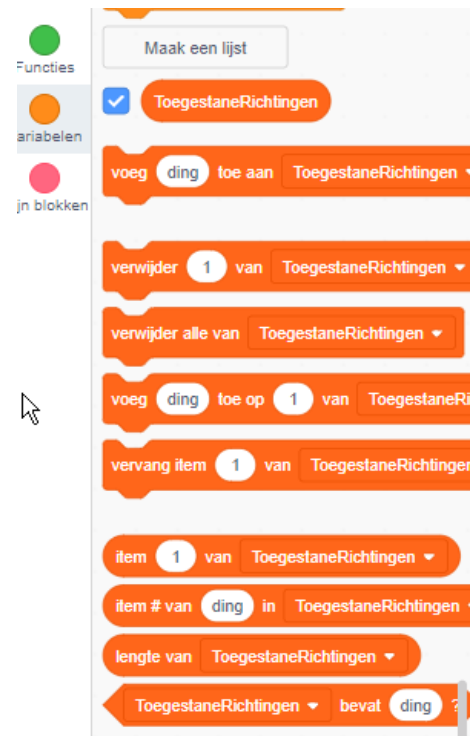 Maak een lijst
Functies
ToegestaneRichtingen
ariabelen
voeg ding toe aan ToegestaneRichtingen
jn blokken
verwijder 1 van ToegestaneRichtingen
verwijder alle van ToegestaneRichtingen
voeg ding toe op 1 van ToegestaneRi
vervang item 1 van ToegestaneRichtingen
item 1 van ToegestaneRichtingen
item # van ding in ToegestaneRichtingen
lengte van ToegestaneRichtingen
ToegestaneRichtingen bevat ding ?